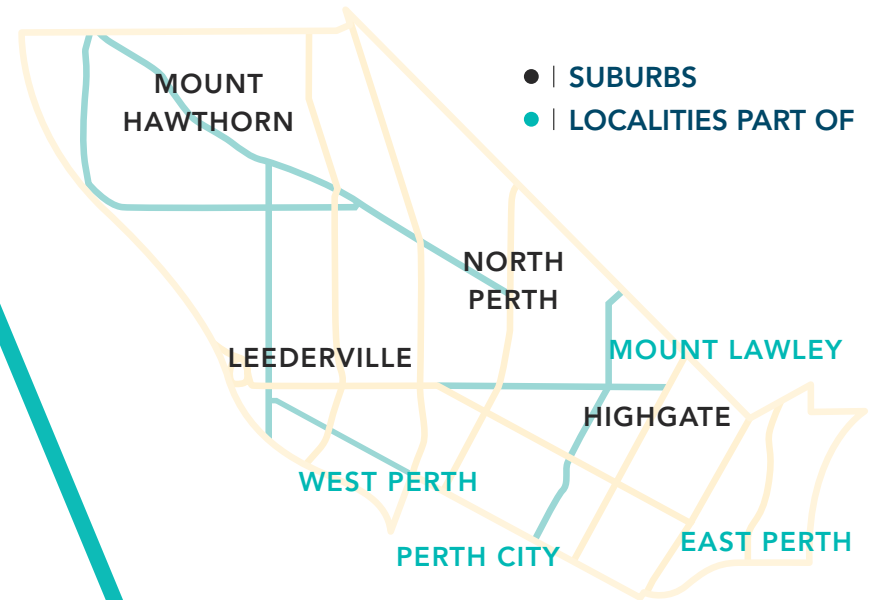 MOUNT
HAWTHORN
| SUBURBS
| LOCALITIES PART OF
NORTH
PERTH
MOUNT LAWLEY
LEEDERVILLE
HIGHGATE
WEST PERTH
EAST PERTH
PERTH CITY